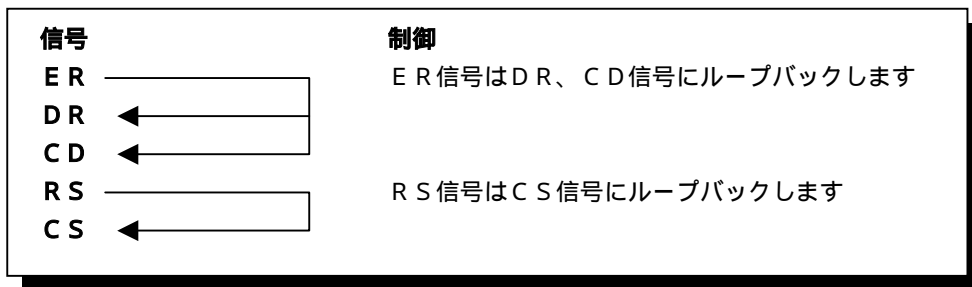 信号 制御
ＥＲ ＥＲ信号はＤＲ、ＣＤ信号にループバックします
ＤＲ
ＣＤ
ＲＳ ＲＳ信号はＣＳ信号にループバックします
ＣＳ